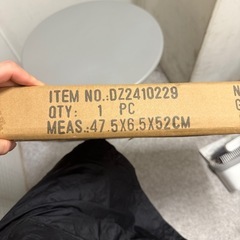 ITEM NO.:DZ2410229
QTY: 1 PC
MEAS.:47.5X6.5X52CM